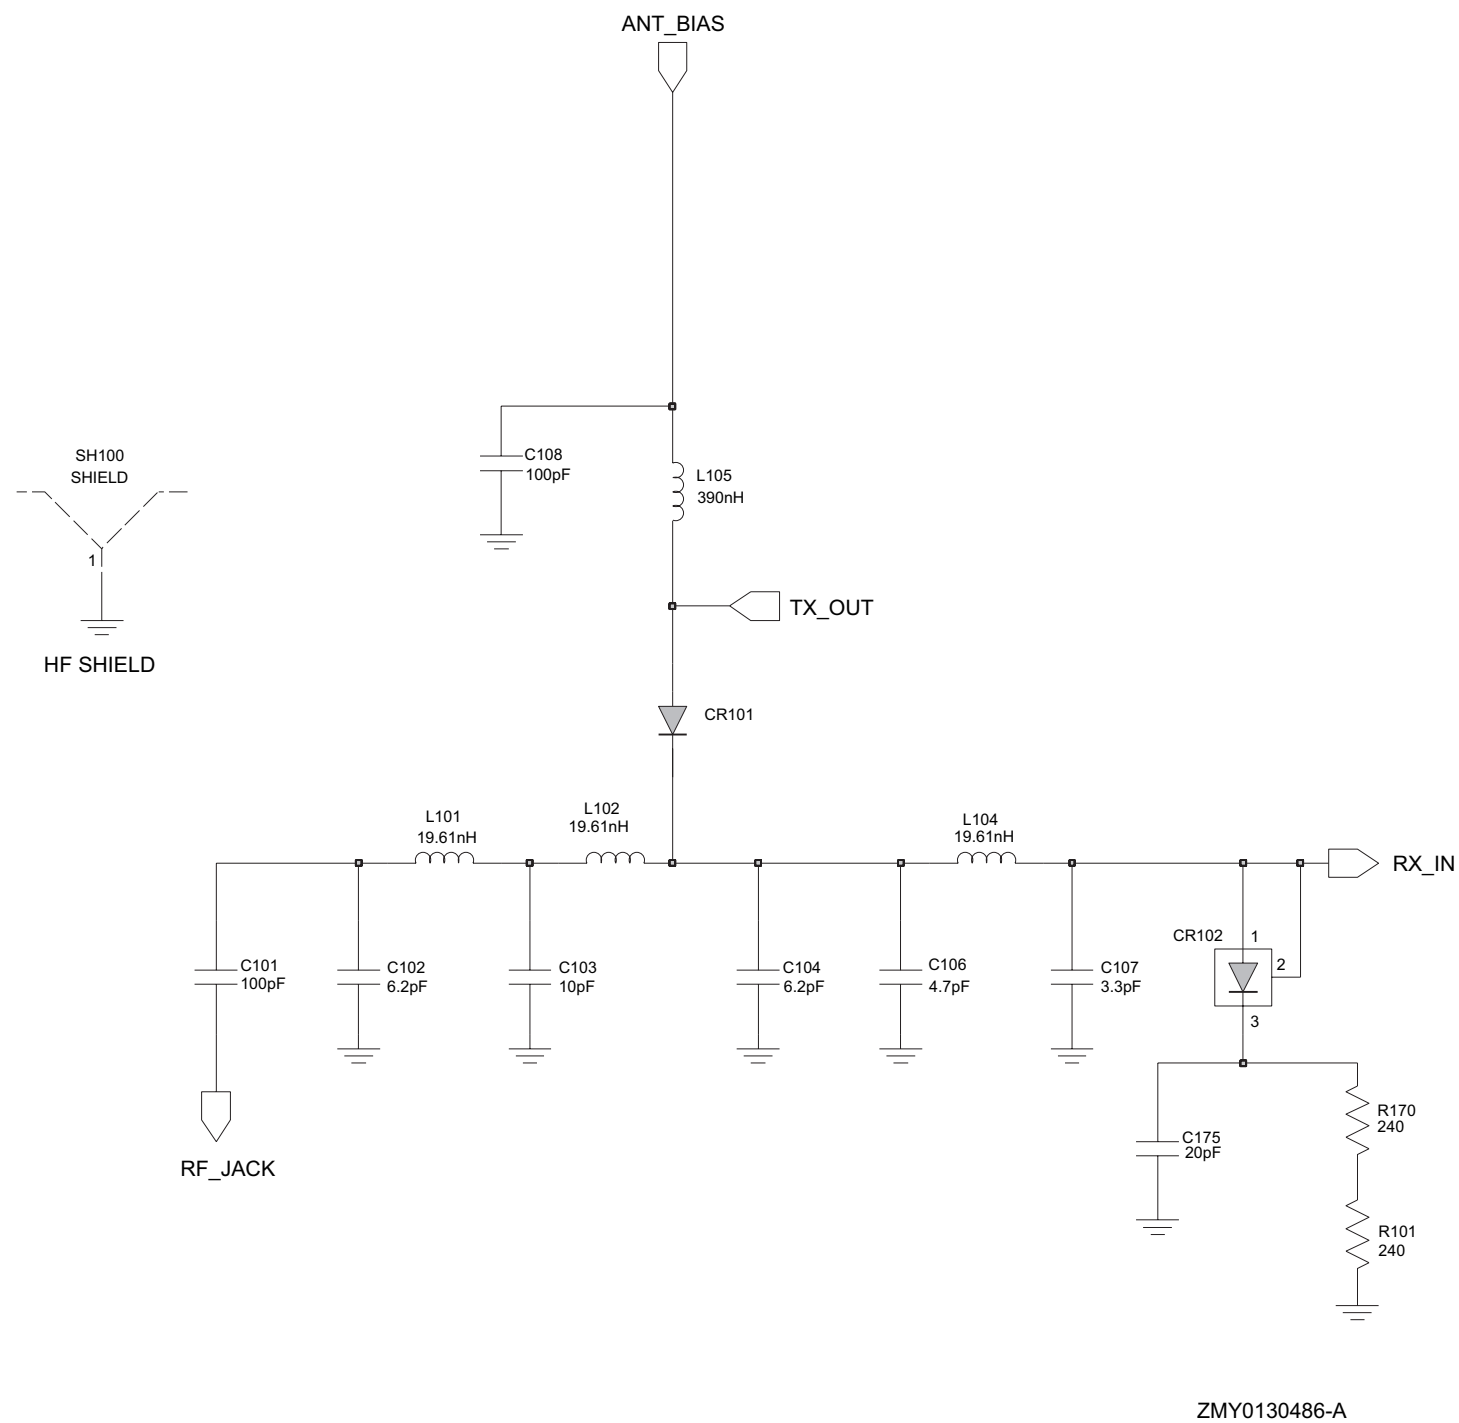 ANT_BIAS
SH100
SHIELD
1
HF SHIELD
C108
100pF
L105
390nH
TX_OUT
CR101
L101
19.61nH
L102
19.61nH
L104
19.61nH
RX_IN
C101
100pF
C102
6.2pF
C103
10pF
C104
6.2pF
C106
4.7pF
C107
3.3pF
CR102
1
2
3
RF_JACK
C175
20pF
R170
240
R101
240
ZMY0130486-A